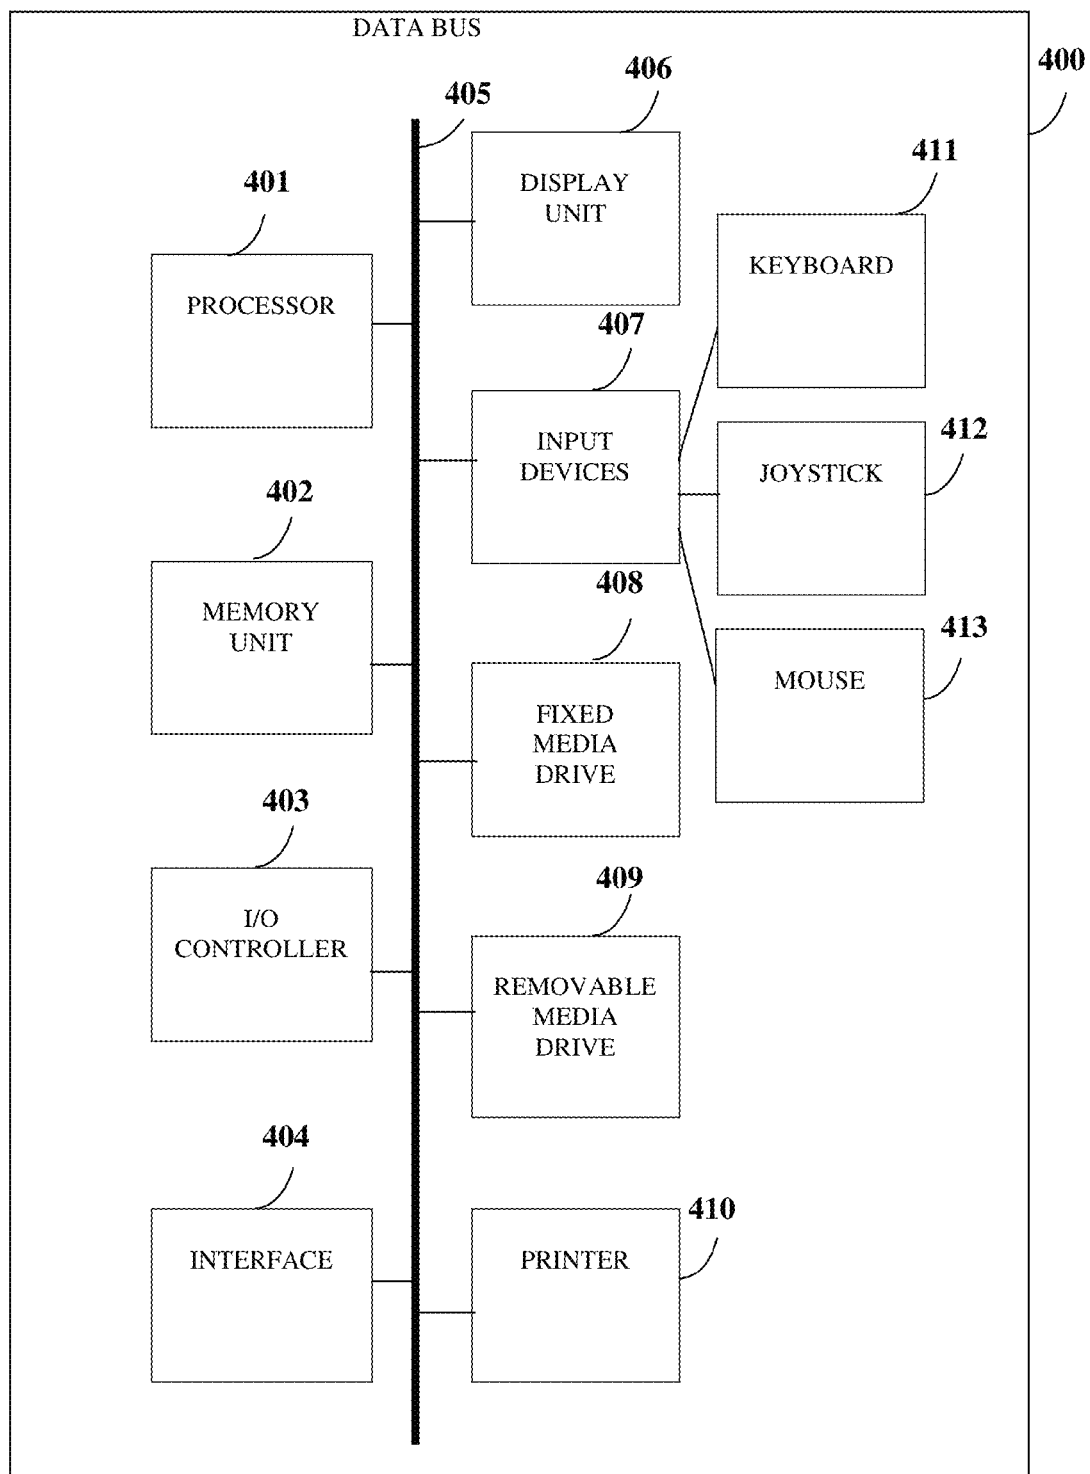 DATA BUS
400
405
406
DISPLAY
UNIT
401
PROCESSOR
411
KEYBOARD
407
INPUT
DEVICES
412
JOYSTICK
402
MEMORY
UNIT
408
FIXED
MEDIA
DRIVE
413
MOUSE
403
I/O
CONTROLLER
409
REMOVABLE
MEDIA
DRIVE
404
INTERFACE
410
PRINTER